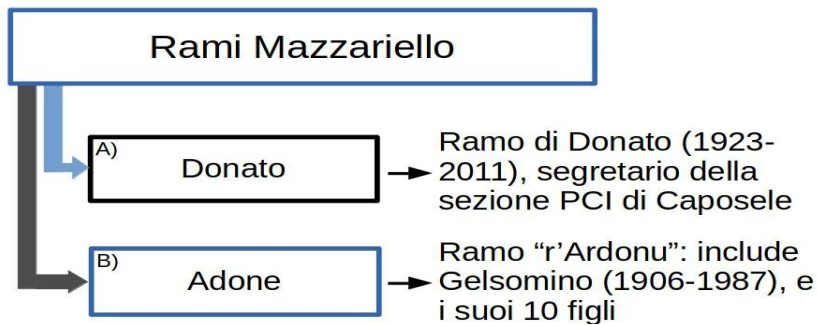 Rami Mazzariello
A)
Donato
Ramo di Donato (1923-
2011), segretario della
sezione PCI di Caposele
B)
Adone
Ramo “r’Ardonu”: include
Gelsomino (1906-1987), e
i suoi 10 figli